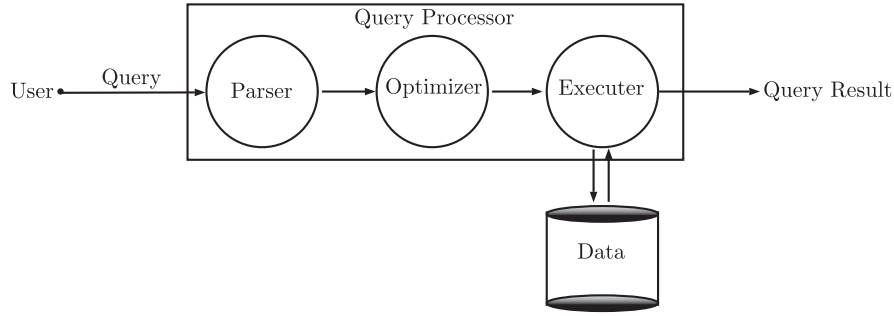 Query Processor
User
Query
Parser
Optimizer
Executer
Query Result
Data